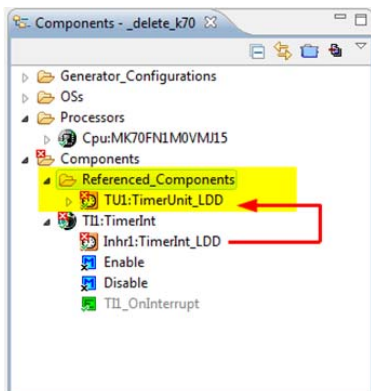 Components - _delete_k70
Generator_Configurations
OSs
Processors
Cpu:MK70FN1M0VMJ15
Components
Referenced_Components
TU1:TimerUnit_LDD
TI1:TimerInt
Inhr1:TimerInt_LDD
Enable
Disable
TI1_OnInterrupt